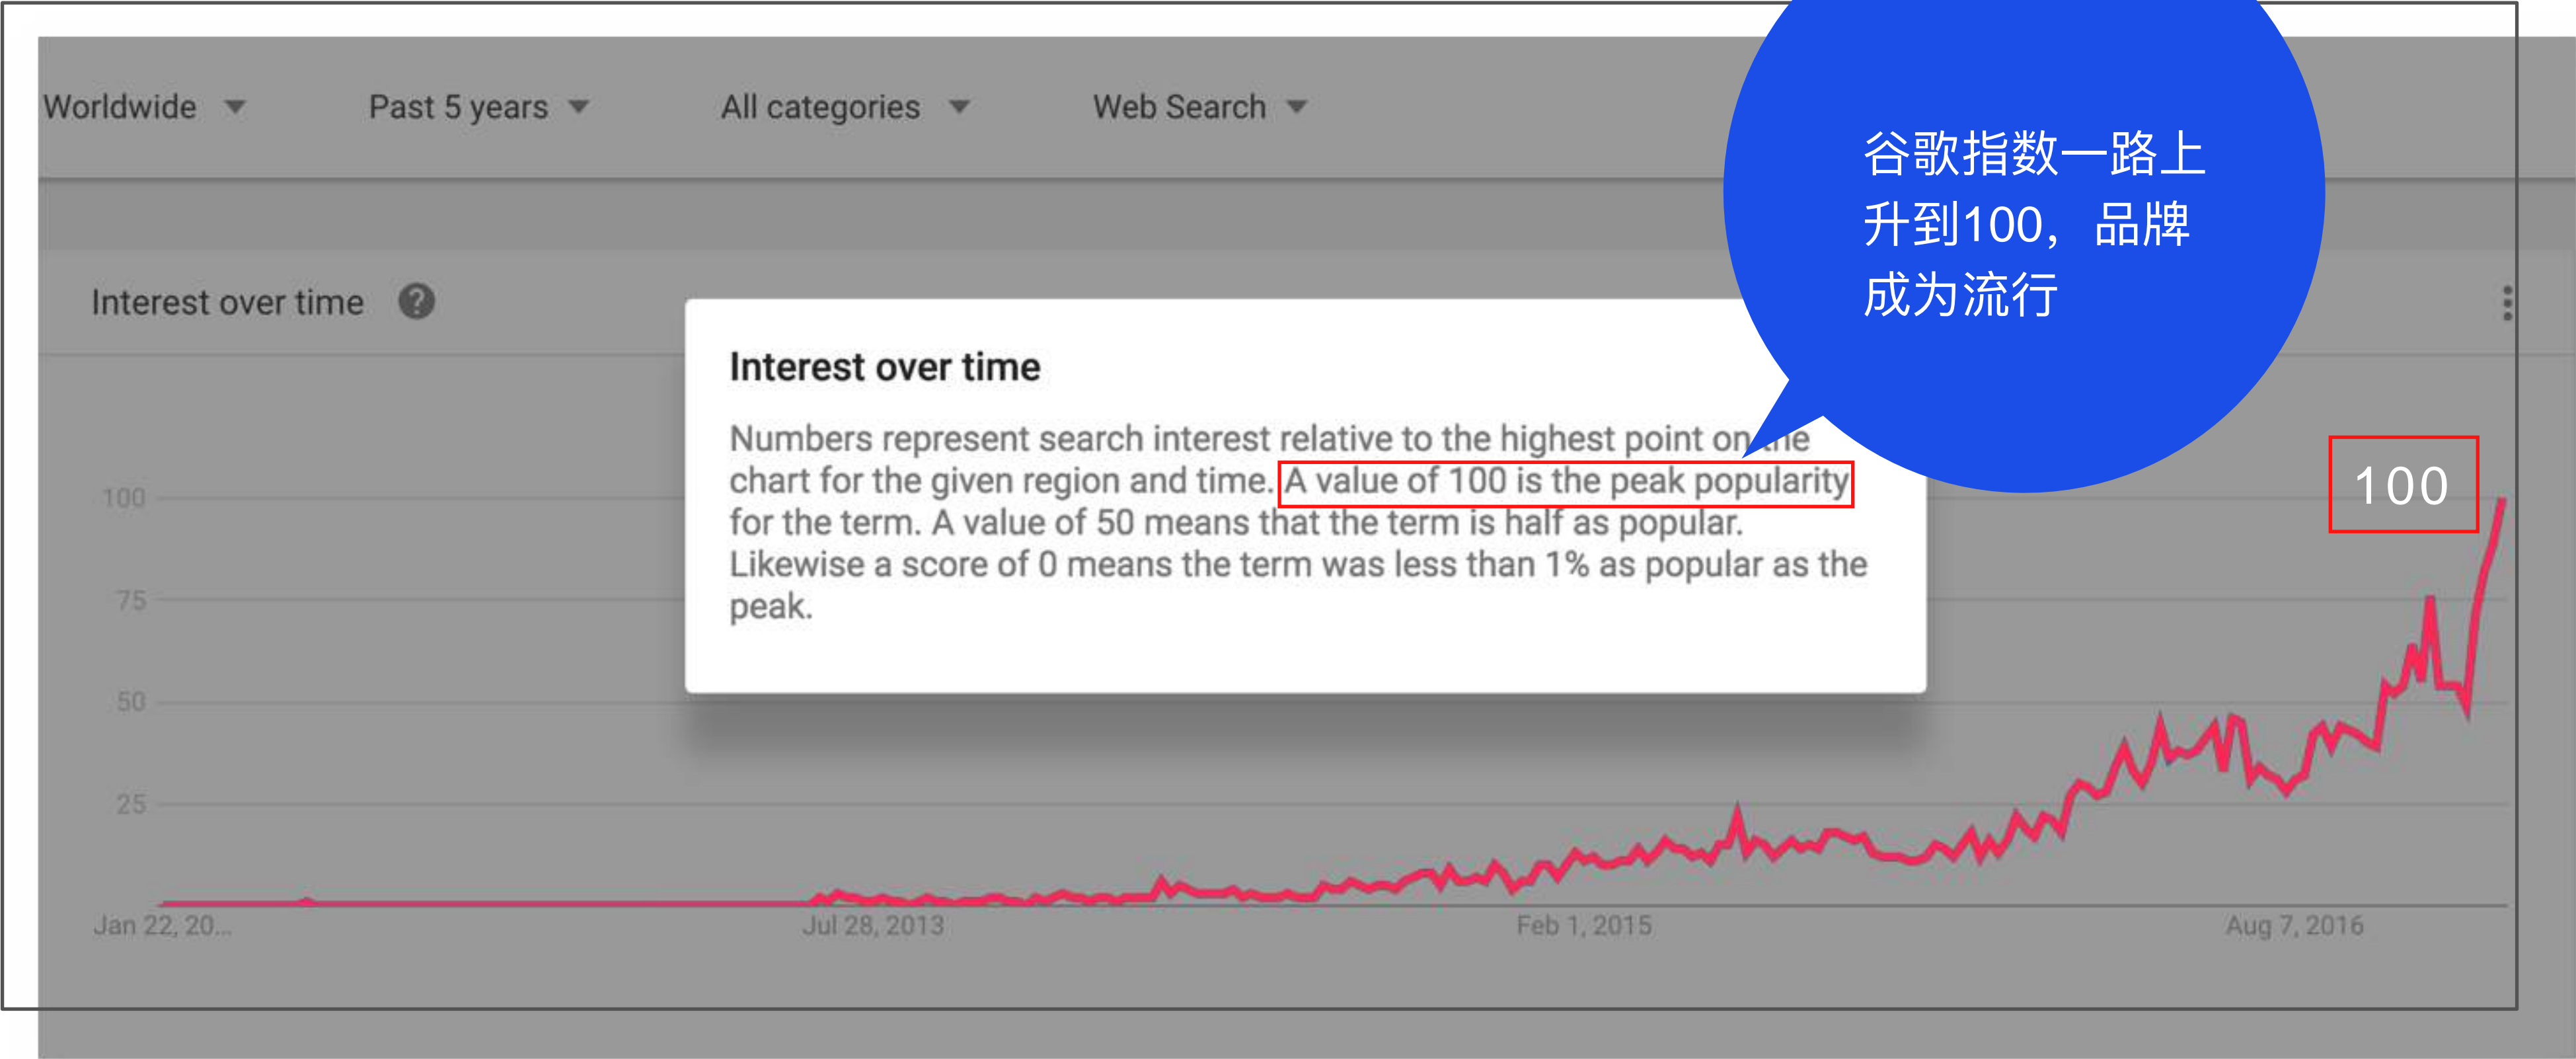 Worldwide
Past 5 years
All categories
Web Search
谷歌指数一路上
升到100，品牌
成为流行
Interest over time
Interest over time
Numbers represent search interest relative to the highest point on
chart for the given region and time. A value of 100 is the peak popularity
for the term. A value of 50 means that the term is half as popular.
Likewise a score of 0 means the term was less than 1% as popular as the
peak.
100
100
75
50
25
Jan 22, 20...
Jul 28, 2013
Feb 1, 2015
Aug 7, 2016